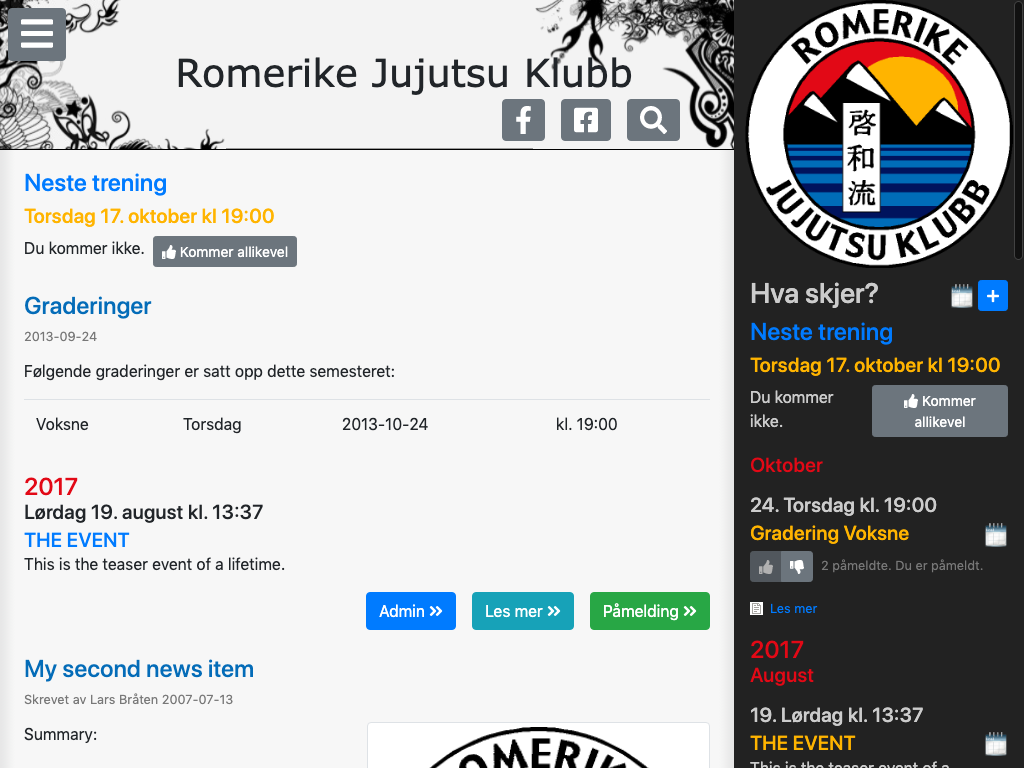 Romerike Jujutsu Klubb
Neste trening
Torsdag 17. oktober kl 19:00
Du kommer ikke. Kommer allikevel
Graderinger
2013-09-24
Følgende graderinger er satt opp dette semesteret:
Voksne Torsdag 2013-10-24 kl. 19:00
2017
Lørdag 19. august kl. 13:37
THE EVENT
This is the teaser event of a lifetime.
Admin Les mer Påmelding
My second news item
Skrevet av Lars Bråten 2007-07-13
Summary:
ROMERIKE
ROMERIKE
啓和流
JUJUTSU KLUBB
Hva skjer?
Neste trening
Torsdag 17. oktober kl 19:00
Du kommer
ikke.
Kommer
allikevel
Oktober
24. Torsdag kl. 19:00
Gradering Voksne
2 påmeldte. Du er påmeldt.
Les mer
2017
August
19. Lørdag kl. 13:37
THE EVENT
This is the teaser event of a